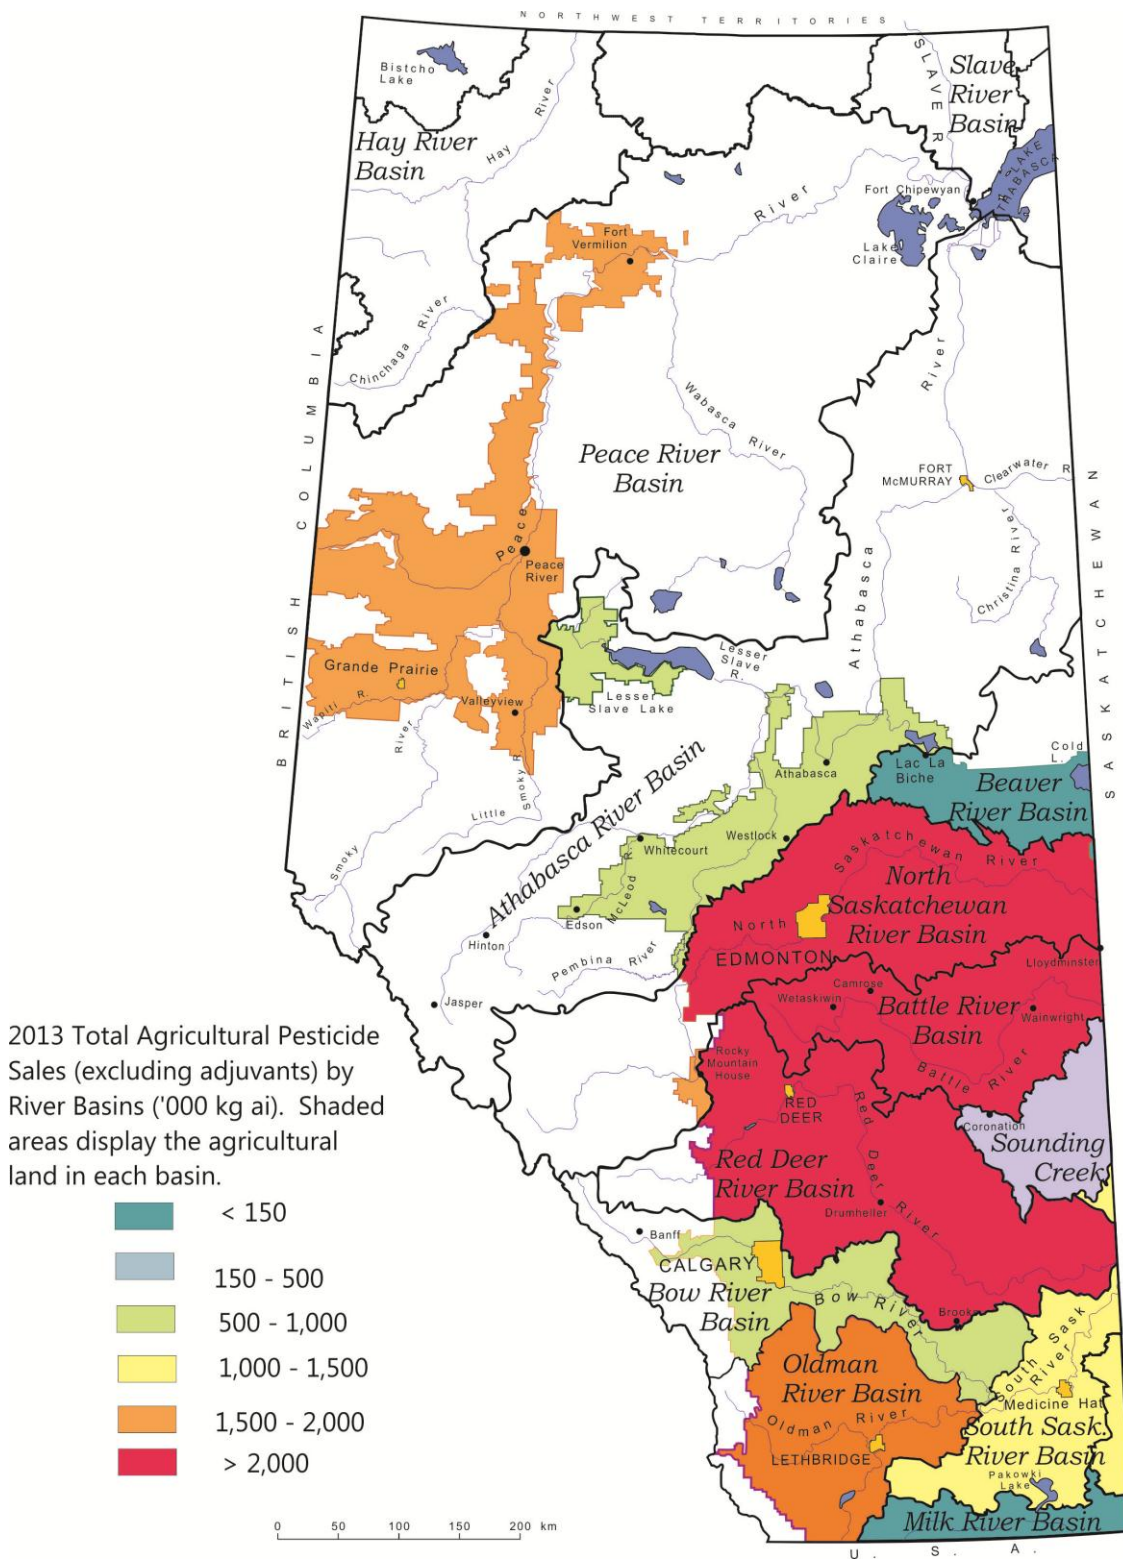 NORTHWEST TERRITORIES
Bistcho
Lake
Hay River
Basin
Hay
River
SLAVE R.
Slave
River
Basin
LAKE
ATHABASCA
Fort Chipewyan
Lake
Claire
River
Fort
Vermilion
Chinchaga River
BRITISH COLUMBIA
Wabasca River
Peace River
Basin
River
FORT
McMURRAY
Clearwater R.
Christina River
Athabasca
SASKATCHEWAN
Peace
Peace
River
Grande Prairie
Wapiti R.
Valleyview
River
Smoky
Little
Smoky R.
Lesser
Slave
R.
Lesser
Slave Lake
Athabasca River Basin
Athabasca
Lac La
Biche
Cold
L.
Beaver
River Basin
Whitecourt
Westlock
McLeod R.
Edson
Hinton
Jasper
Pembina River
North
Saskatchewan River
North
Saskatchewan
River Basin
EDMONTON
Lloydminster
Camrose
Wetaskiwin
Battle River
Basin
Wainwright
Battle River
Rocky
Mountain
House
RED
DEER
Red Deer River
Coronation
Sounding
Creek
Red Deer
River Basin
Drumheller
Banff
CALGARY
Bow River
Basin
Bow River
Brooks
South Sask River
Oldman
River Basin
Oldman River
LETHBRIDGE
Medicine Hat
South Sask.
River Basin
Pakowki
Lake
Milk River Basin
U. S. A.
2013 Total Agricultural Pesticide
Sales (excluding adjuvants) by
River Basins ('000 kg ai). Shaded
areas display the agricultural
land in each basin.
< 150
150 - 500
500 - 1,000
1,000 - 1,500
1,500 - 2,000
> 2,000
0 50 100 150 200 km